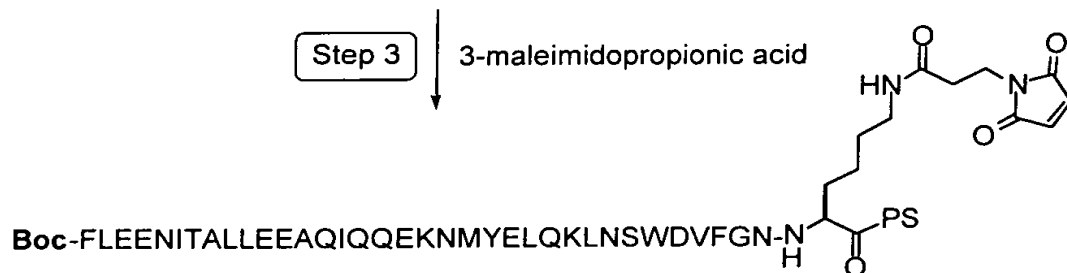 Step 3 3-maleimidopropionic acid
O
HN
O
N
O
PS
Boc-FLEENITALLEEAQIQQEKNMYELQKLNSWDVFGN-N
H
O